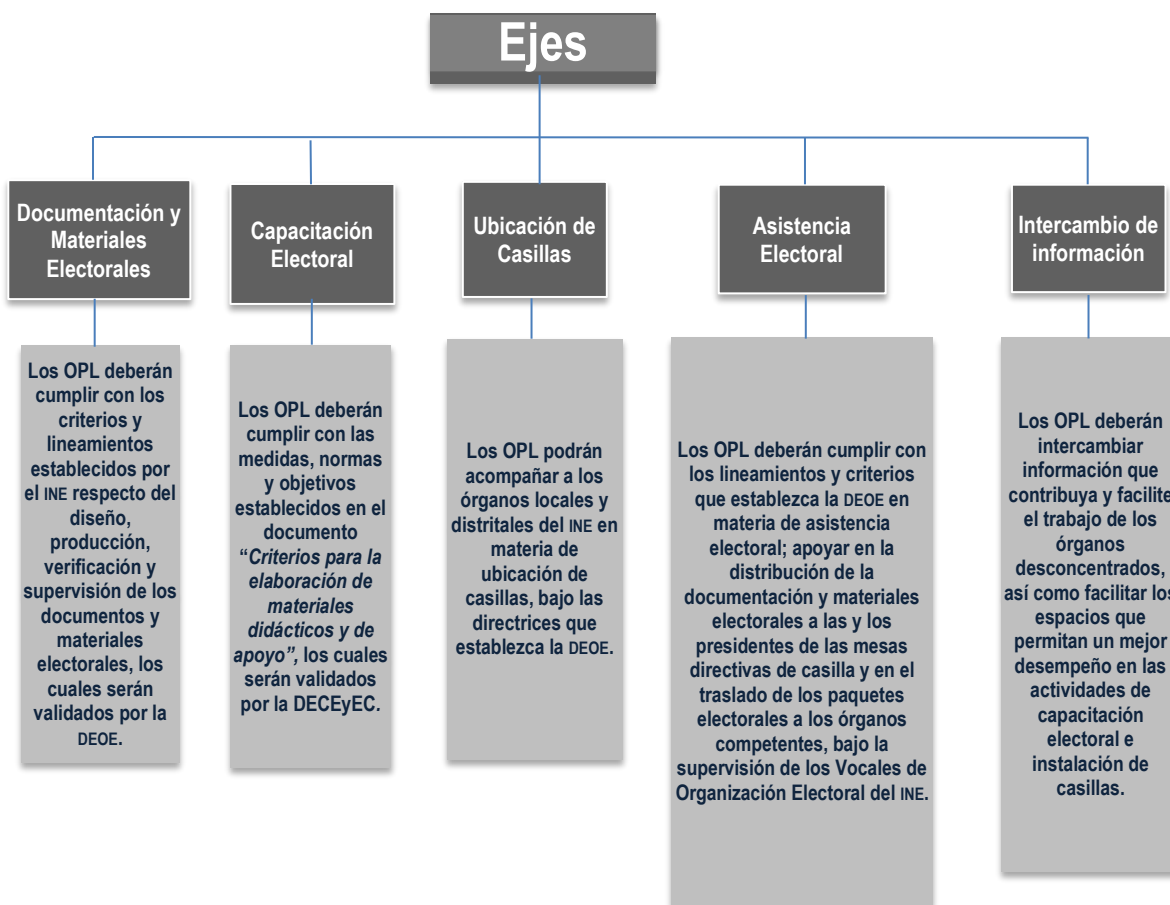 Ejes
Documentación y
Materiales
Electorales
Los OPL deberán
cumplir con los
criterios y
lineamientos
establecidos por
el INE respecto del
diseño,
producción,
verificación y
supervisión de los
documentos y
materiales
electorales, los
cuales serán
validados por la
DEOE.
Capacitación
Electoral
Los OPL deberán
cumplir con las
medidas, normas
y objetivos
establecidos en el
documento
“Criterios para la
elaboración de
materiales
didácticos y de
apoyo”, los cuales
serán validados
por la DECEyEC.
Ubicación de
Casillas
Los OPL podrán
acompañar a los
órganos locales y
distritales del INE en
materia de
ubicación de
casillas, bajo las
directrices que
establezca la DEOE.
Asistencia
Electoral
Los OPL deberán cumplir con
los lineamientos y criterios
que establezca la DEOE en
materia de asistencia
electoral; apoyar en la
distribución de la
documentación y materiales
electorales a las y los
presidentes de las mesas
directivas de casilla y en el
traslado de los paquetes
electorales a los órganos
competentes, bajo la
supervisión de los Vocales de
Organización Electoral del INE.
Intercambio de
información
Los OPL deberán
intercambiar
información que
contribuya y facilite
el trabajo de los
órganos
desconcentrados,
así como facilitar los
espacios que
permitan un mejor
desempeño en las
actividades de
capacitación
electoral e
instalación de
casillas.